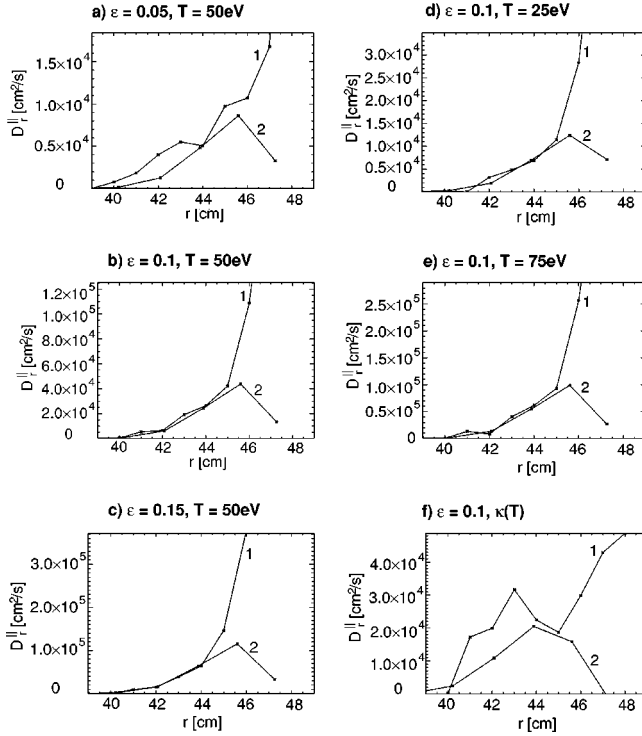 a) ε = 0.05, T = 50eV
1.5×10⁴
1.0×10⁴
0.5×10⁴
0
D_r^|| [cm²/s]
1
2
40 42 44 46 48
r [cm]
d) ε = 0.1, T = 25eV
3.0×10⁴
2.5×10⁴
2.0×10⁴
1.5×10⁴
1.0×10⁴
0.5×10⁴
0
D_r^|| [cm²/s]
1
2
40 42 44 46 48
r [cm]
b) ε = 0.1, T = 50eV
1.2×10⁵
1.0×10⁵
8.0×10⁴
6.0×10⁴
4.0×10⁴
2.0×10⁴
0
D_r^|| [cm²/s]
1
2
40 42 44 46 48
r [cm]
e) ε = 0.1, T = 75eV
2.5×10⁵
2.0×10⁵
1.5×10⁵
1.0×10⁵
0.5×10⁵
0
D_r^|| [cm²/s]
1
2
40 42 44 46 48
r [cm]
c) ε = 0.15, T = 50eV
3.0×10⁵
2.0×10⁵
1.0×10⁵
0
D_r^|| [cm²/s]
1
2
40 42 44 46 48
r [cm]
f) ε = 0.1, κ(T)
4.0×10⁴
3.0×10⁴
2.0×10⁴
1.0×10⁴
0
D_r^|| [cm²/s]
1
2
40 42 44 46 48
r [cm]